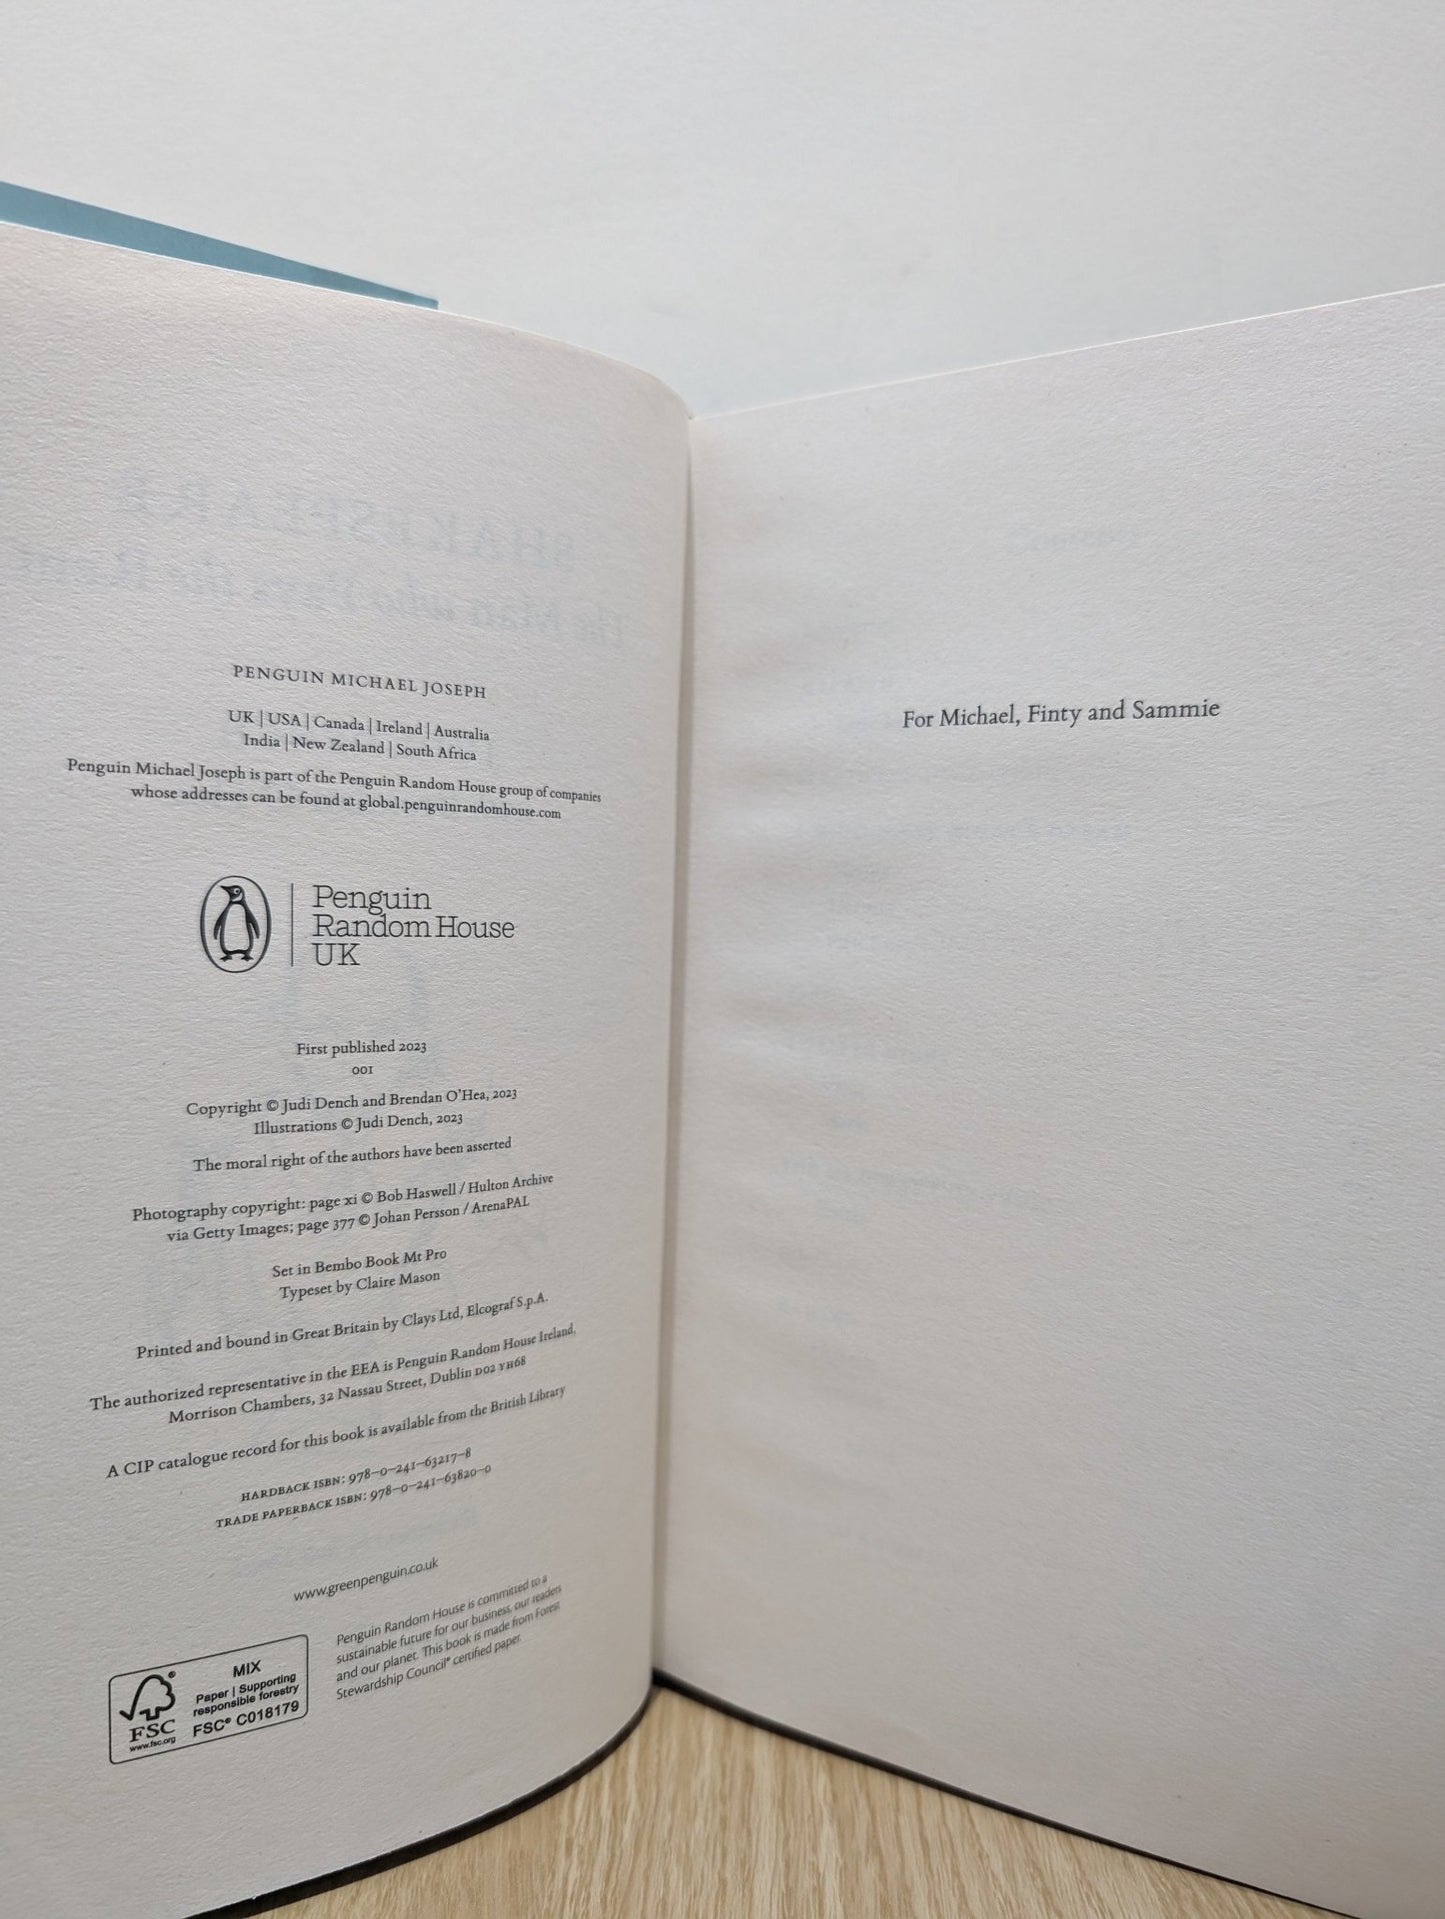 PENGUIN MICHAEL JOSEPH
UK | USA | Canada | Ireland | Australia
India | New Zealand | South Africa
Penguin Michael Joseph is part of the Penguin Random House group of companies
whose addresses can be found at global.penguinrandomhouse.com
Penguin
Random House
UK
First published 2023
001
Copyright © Judi Dench and Brendan O'Hea, 2023
Illustrations © Judi Dench, 2023
The moral right of the authors have been asserted
Photography copyright: page xi © Bob Haswell / Hulton Archive
via Getty Images; page 377 © Johan Persson / ArenaPAL
Set in Bembo Book Mt Pro
Typeset by Claire Mason
Printed and bound in Great Britain by Clays Ltd, Elcograf S.p.A.
The authorized representative in the EEA is Penguin Random House Ireland,
Morrison Chambers, 32 Nassau Street, Dublin D02 YH68
A CIP catalogue record for this book is available from the British Library
HARDBACK ISBN: 978-0-241-63217-8
TRADE PAPERBACK ISBN: 978-0-241-63820-0
www.greenpenguin.co.uk
MIX
Paper | Supporting
responsible forestry
FSC® C018179
FSC
www.fsc.org
Penguin Random House is committed to a
sustainable future for our business, our readers
and our planet. This book is made from Forest
Stewardship Council® certified paper.
For Michael, Finty and Sammie